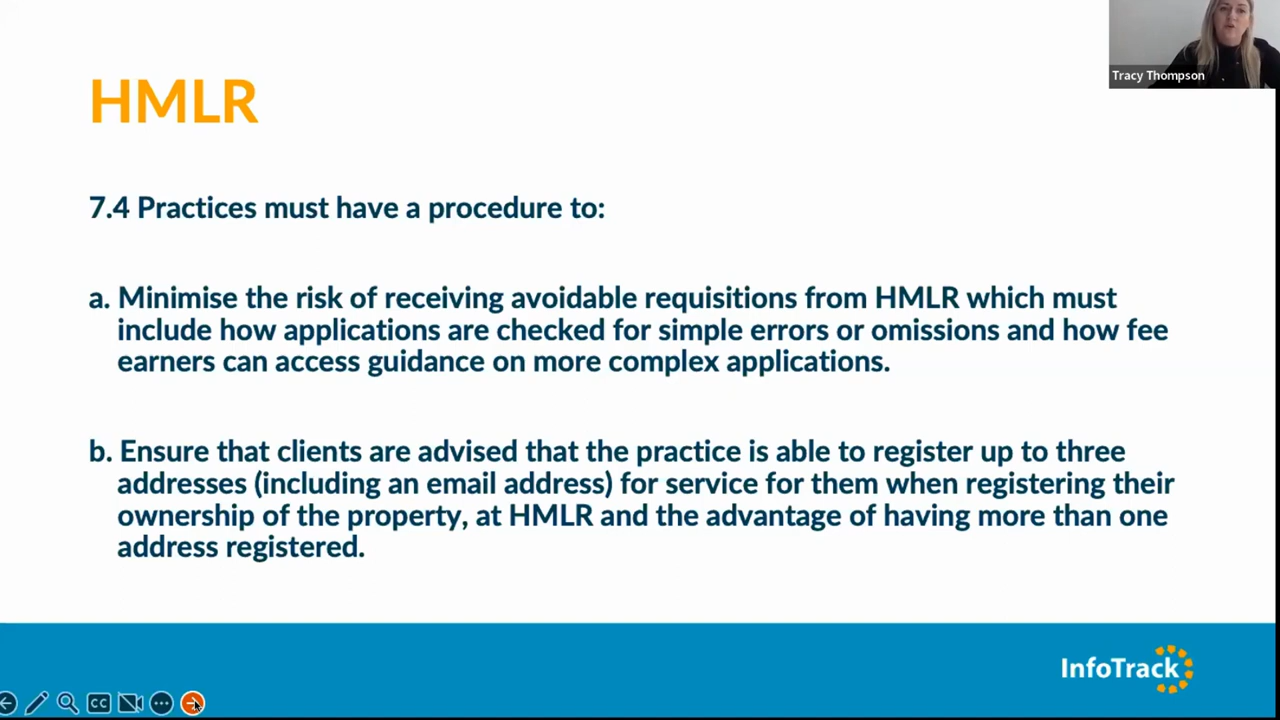 Tracy Thompson
HMLR
7.4 Practices must have a procedure to:
a. Minimise the risk of receiving avoidable requisitions from HMLR which must
include how applications are checked for simple errors or omissions and how fee
earners can access guidance on more complex applications.
b. Ensure that clients are advised that the practice is able to register up to three
addresses (including an email address) for service for them when registering their
ownership of the property, at HMLR and the advantage of having more than one
address registered.
InfoTrack
CC